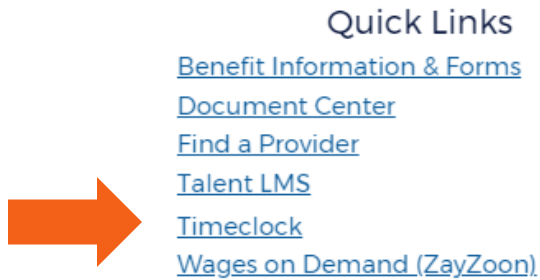 Quick Links
Benefit Information & Forms
Document Center
Find a Provider
Talent LMS
Timeclock
Wages on Demand (ZayZoon)